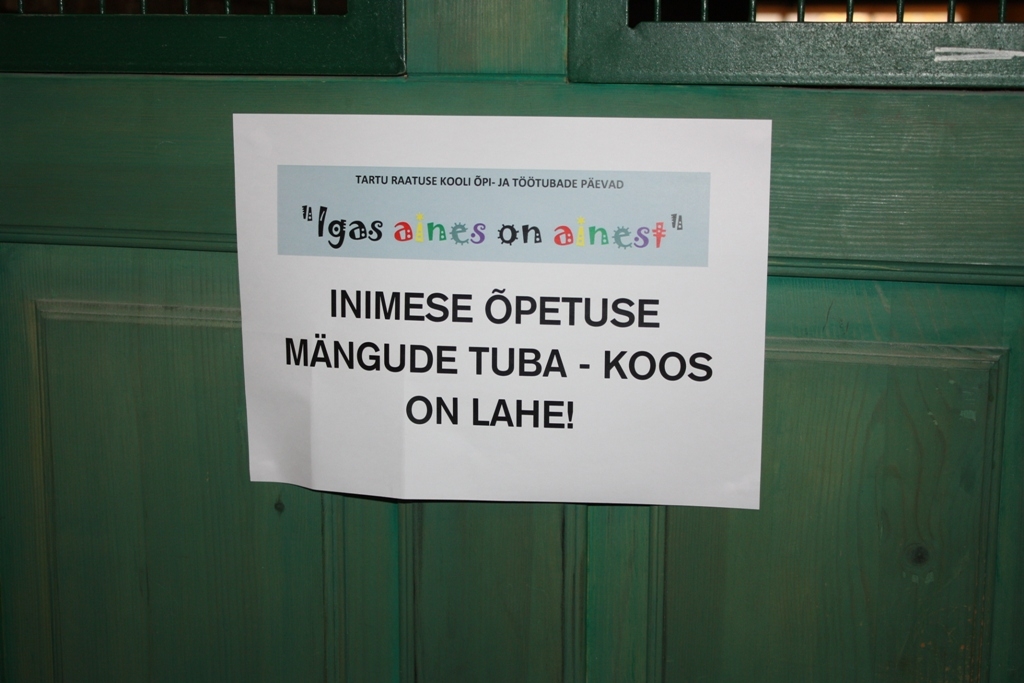 TARTU RAATUSE KOOLI ÕPI- JA TÖÖTUBADE PÄEVAD
"Igas aines on ainest"
INIMESE ÕPETUSE
MÄNGUDE TUBA - KOOS
ON LAHE!